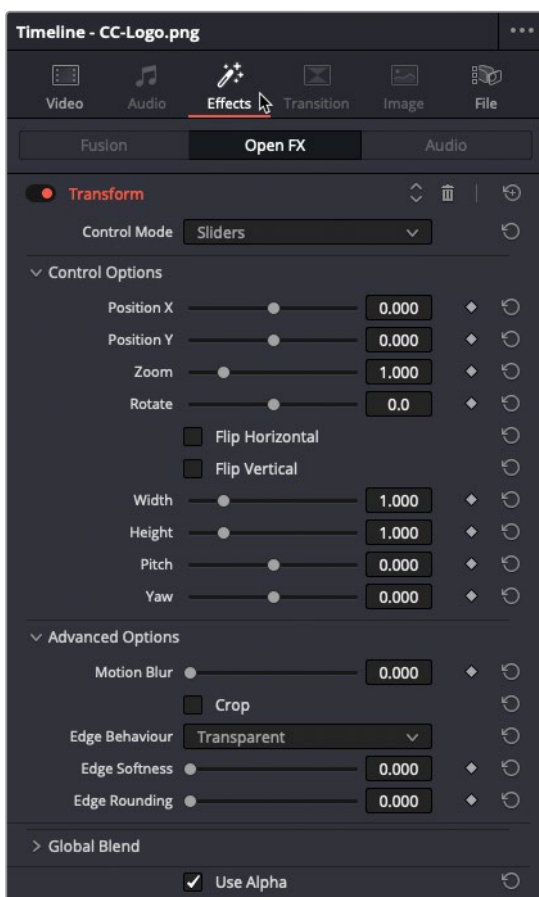 Timeline - CC-Logo.png
Video Audio Effects Transition Image File
Fusion Open FX Audio
Transform
Control Mode Sliders
Control Options
Position X 0.000
Position Y 0.000
Zoom 1.000
Rotate 0.0
Flip Horizontal
Flip Vertical
Width 1.000
Height 1.000
Pitch 0.000
Yaw 0.000
Advanced Options
Motion Blur 0.000
Crop
Edge Behaviour Transparent
Edge Softness 0.000
Edge Rounding 0.000
Global Blend
Use Alpha